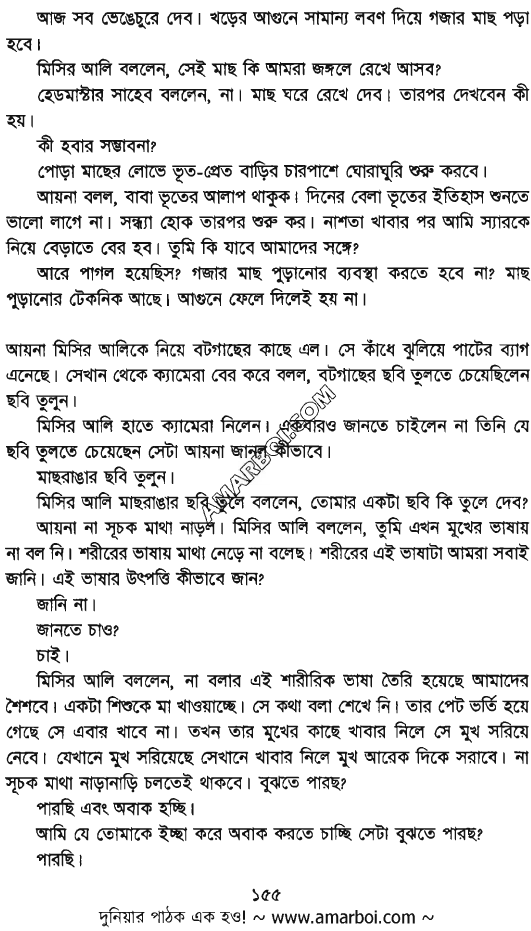 আজ সব ভেঙেচুরে দেব। খড়ের আগুনে সামান্য লবণ দিয়ে গজার মাছ পড়া
হবে।
মিসির আলি বললেন, সেই মাছ কি আমরা জঙ্গলে রেখে আসব?
হেডমাস্টার সাহেব বললেন, না। মাছ ঘরে রেখে দেব। তারপর দেখবেন কী
হয়।
কী হবার সম্ভাবনা?
পোড়া মাছের লোভে ভূত-প্রেত বাড়ির চারপাশে ঘোরাঘুরি শুরু করবে।
আয়না বলল, বাবা ভূতের আলাপ থাকুক। দিনের বেলা ভূতের ইতিহাস শুনতে
ভালো লাগে না। সন্ধ্যা হোক তারপর শুরু কর। নাশতা খাবার পর আমি স্যারকে
নিয়ে বেড়াতে বের হব। তুমি কি যাবে আমাদের সঙ্গে?
আরে পাগল হয়েছিস? গজার মাছ পুড়ানোর ব্যবস্থা করতে হবে না? মাছ
পুড়ানোর টেকনিক আছে। আগুনে ফেলে দিলেই হয় না।
আয়না মিসির আলিকে নিয়ে বটগাছের কাছে এল। সে কাঁধে ঝুলিয়ে পাটের ব্যাগ
এনেছে। সেখান থেকে ক্যামেরা বের করে বলল, বটগাছের ছবি তুলতে চেয়েছিলেন
ছবি তুলুন।
মিসির আলি হাতে ক্যামেরা নিলেন। একবারও জানতে চাইলেন না তিনি যে
ছবি তুলতে চেয়েছেন সেটা আয়না জানল কীভাবে।
মাছরাঙার ছবি তুলুন।
মিসির আলি মাছরাঙার ছবি তুলে বললেন, তোমার একটা ছবি কি তুলে দেব?
আয়না না সূচক মাথা নাড়ল। মিসির আলি বললেন, তুমি এখন মুখের ভাষায়
না বল নি। শরীরের ভাষায় মাথা নেড়ে না বলেছ। শরীরের এই ভাষাটা আমরা সবাই
জানি। এই ভাষার উৎপত্তি কীভাবে জান?
জানি না।
জানতে চাও?
চাই।
মিসির আলি বললেন, না বলার এই শারীরিক ভাষা তৈরি হয়েছে আমাদের
শৈশবে। একটা শিশুকে মা খাওয়াচ্ছে। সে কথা বলা শেখে নি। তার পেট ভর্তি হয়ে
গেছে সে এবার খাবে না। তখন তার মুখের কাছে খাবার নিলে সে মুখ সরিয়ে
নেবে। যেখানে মুখ সরিয়েছে সেখানে খাবার নিলে মুখ আরেক দিকে সরাবে। না
সূচক মাথা নাড়ানাড়ি চলতেই থাকবে। বুঝতে পারছ?
পারছি এবং অবাক হচ্ছি।
আমি যে তোমাকে ইচ্ছা করে অবাক করতে চাচ্ছি সেটা বুঝতে পারছ?
পারছি।
AMARBOI.COM
১৫৫
দুনিয়ার পাঠক এক হও! ~ www.amarboi.com ~